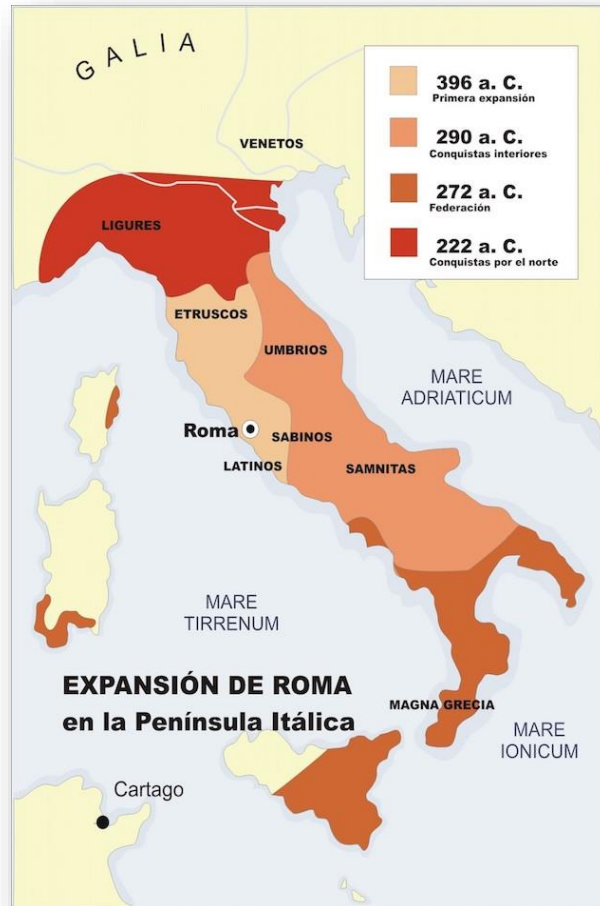 GALIA
396 a. C.
Primera expansión
290 a. C.
Conquistas interiores
272 a. C.
Federación
222 a. C.
Conquistas por el norte
VENETOS
LIGURES
ETRUSCOS
UMBRIOS
MARE
ADRIATICUM
Roma
SABINOS
LATINOS
SAMNITAS
MARE
TIRRENUM
EXPANSIÓN DE ROMA
en la Península Itálica
MAGNA GRECIA
MARE
IONICUM
Cartago